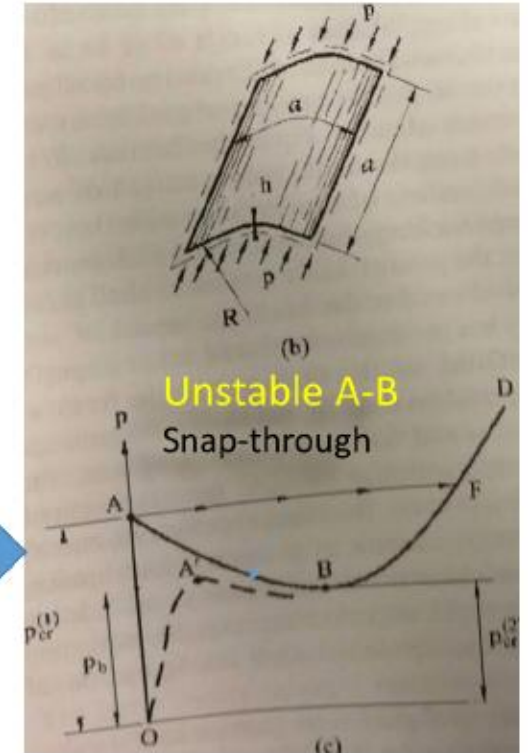 p
a
a
h
p
R
(b)
Unstable A-B
Snap-through
p
D
A
F
A'
B
p_cr^(1)
p_b
p_cr^(2)
O
(c)